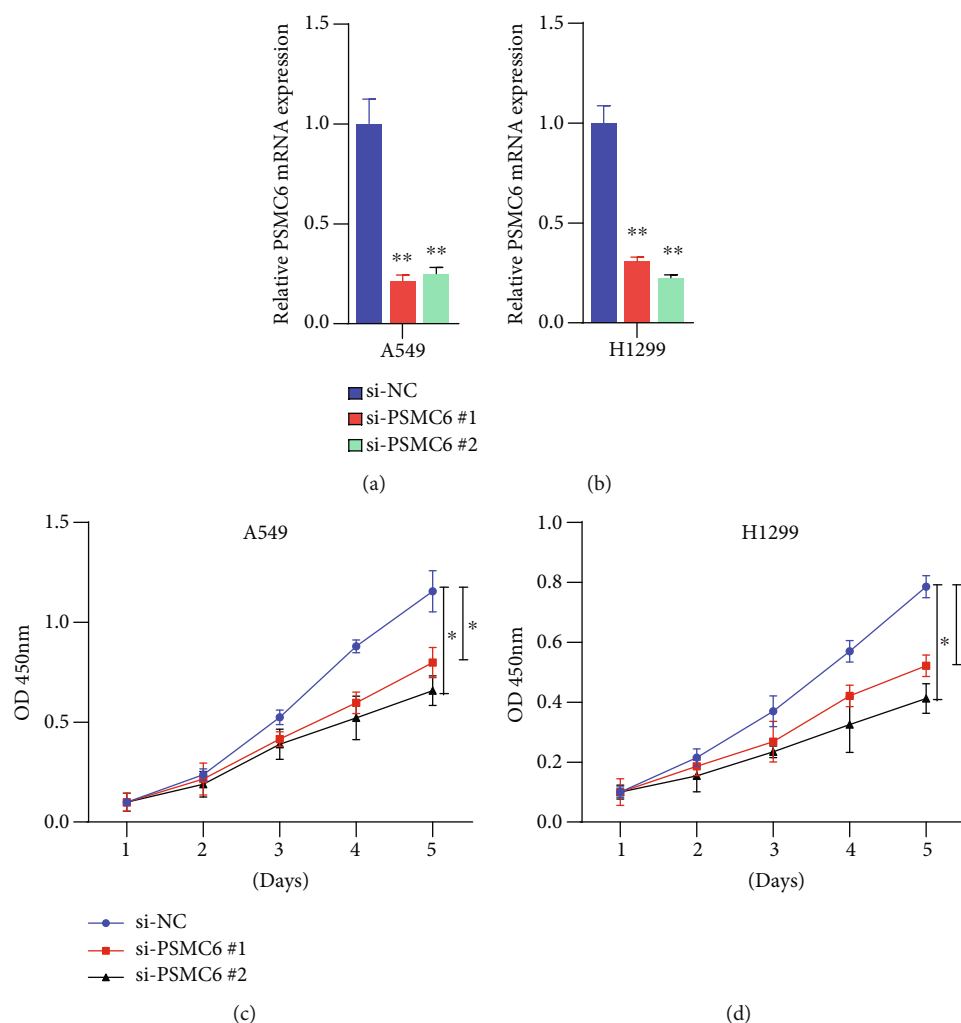 Relative PSMC6 mRNA expression
1.5
1.0
0.5
0.0
**
**
A549
Relative PSMC6 mRNA expression
1.5
1.0
0.5
0.0
**
**
H1299
si-NC
si-PSMC6 #1
si-PSMC6 #2
(a)
(b)
A549
OD 450nm
1.5
1.0
0.5
0.0
*
*
1 2 3 4 5
(Days)
H1299
OD 450nm
1.0
0.8
0.6
0.4
0.2
0.0
*
1 2 3 4 5
(Days)
si-NC
si-PSMC6 #1
si-PSMC6 #2
(c)
(d)